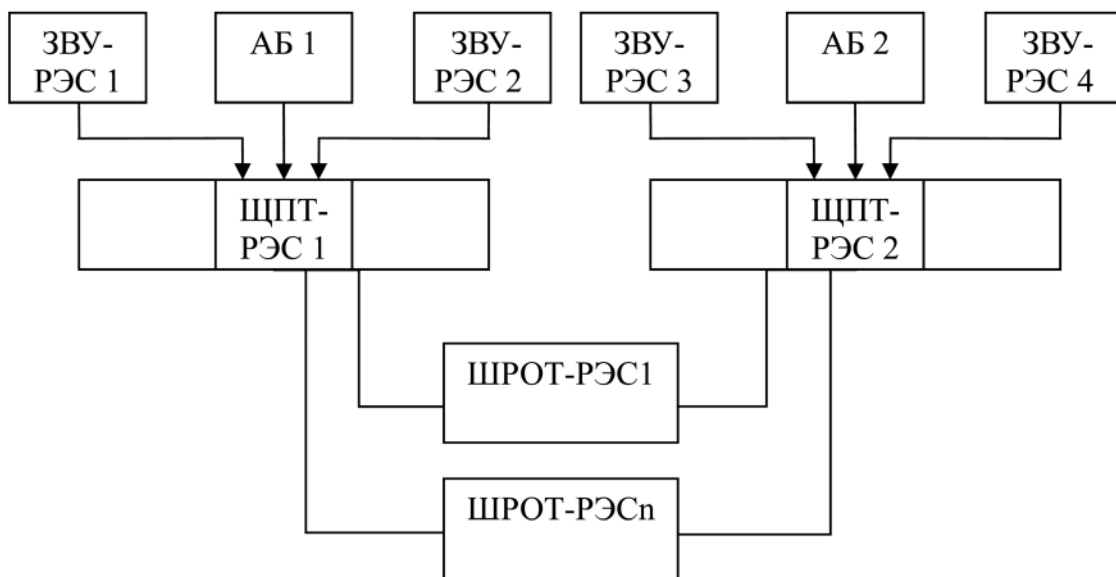 ЗВУ-
РЭС 1
АБ 1
ЗВУ-
РЭС 2
ЗВУ-
РЭС 3
АБ 2
ЗВУ-
РЭС 4
ЩПТ-
РЭС 1
ЩПТ-
РЭС 2
ШРОТ-РЭС1
ШРОТ-РЭСn